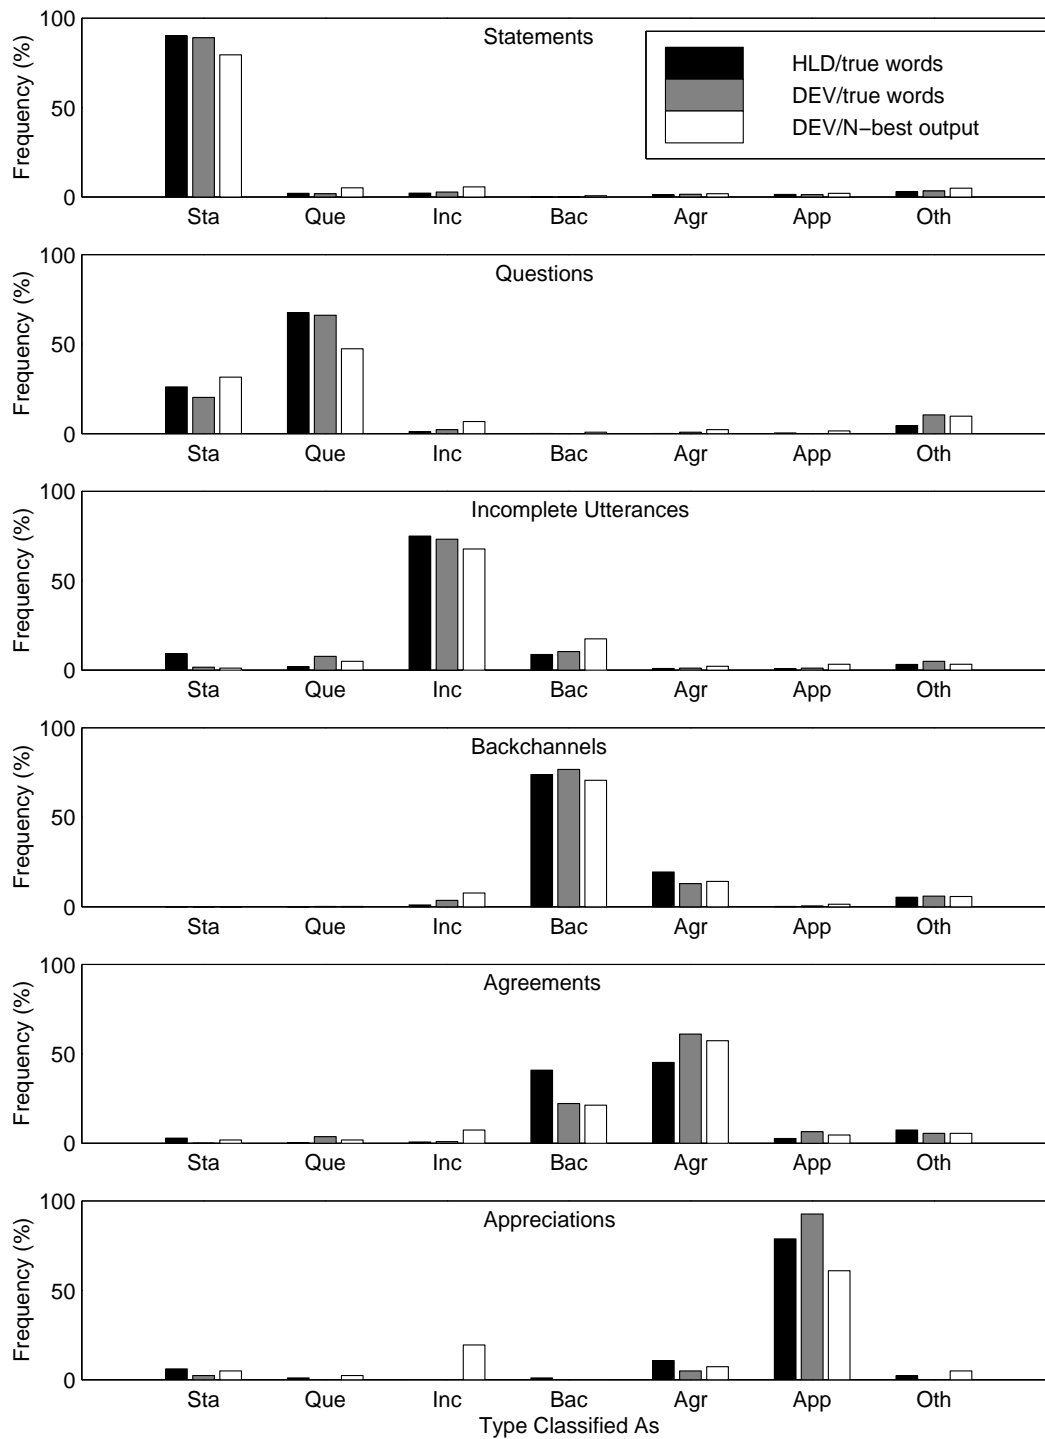 100
Statements
HLD/true words
DEV/true words
DEV/N−best output
Frequency (%)
50
0
Sta Que Inc Bac Agr App Oth
100
Questions
Frequency (%)
50
0
Sta Que Inc Bac Agr App Oth
100
Incomplete Utterances
Frequency (%)
50
0
Sta Que Inc Bac Agr App Oth
100
Backchannels
Frequency (%)
50
0
Sta Que Inc Bac Agr App Oth
100
Agreements
Frequency (%)
50
0
Sta Que Inc Bac Agr App Oth
100
Appreciations
Frequency (%)
50
0
Sta Que Inc Bac Agr App Oth
Type Classified As